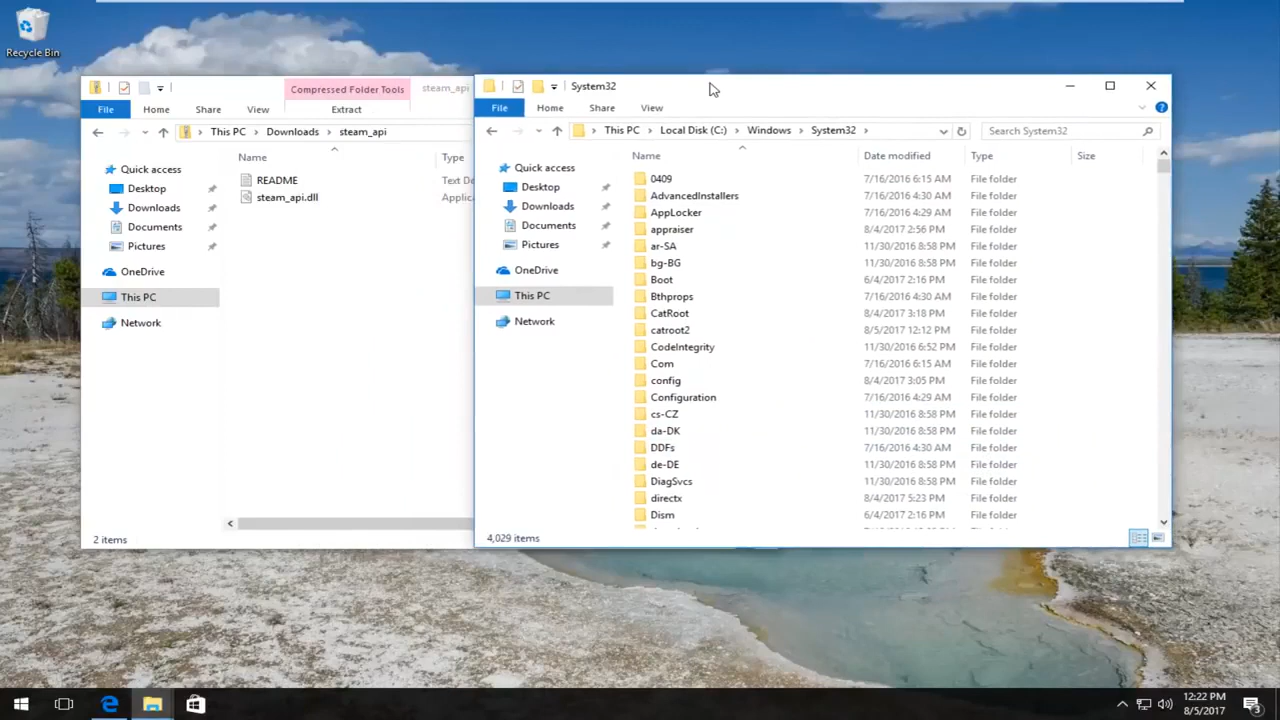 Recycle Bin
Compressed Folder Tools
steam_api
File
Home
Share
View
Extract
This PC
Downloads
steam_api
Name
Type
Quick access
Desktop
Downloads
Documents
Pictures
OneDrive
This PC
Network
README
Text De
steam_api.dll
Applica
2 items
System32
File
Home
Share
View
This PC
Local Disk (C:)
Windows
System32
Search System32
Quick access
Desktop
Downloads
Documents
Pictures
OneDrive
This PC
Network
Name Date modified Type Size
0409 7/16/2016 6:15 AM File folder
AdvancedInstallers 7/16/2016 4:30 AM File folder
AppLocker 7/16/2016 4:29 AM File folder
appraiser 8/4/2017 2:56 PM File folder
ar-SA 11/30/2016 8:58 PM File folder
bg-BG 11/30/2016 8:58 PM File folder
Boot 6/4/2017 2:16 PM File folder
Bthprops 7/16/2016 4:30 AM File folder
CatRoot 8/4/2017 3:18 PM File folder
catroot2 8/5/2017 12:12 PM File folder
CodeIntegrity 11/30/2016 6:52 PM File folder
Com 7/16/2016 6:15 AM File folder
config 8/4/2017 3:05 PM File folder
Configuration 7/16/2016 4:29 AM File folder
cs-CZ 11/30/2016 8:58 PM File folder
da-DK 11/30/2016 8:58 PM File folder
DDFs 7/16/2016 4:30 AM File folder
de-DE 11/30/2016 8:58 PM File folder
DiagSvcs 11/30/2016 8:58 PM File folder
directx 8/4/2017 5:23 PM File folder
Dism 6/4/2017 2:16 PM File folder
4,029 items
12:22 PM
8/5/2017
3